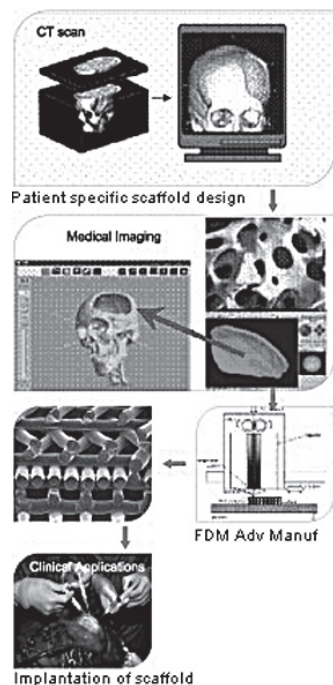 CT scan
Patient specific scaffold design
Medical Imaging
FDM Adv Manuf
Clinical Applications
Implantation of scaffold